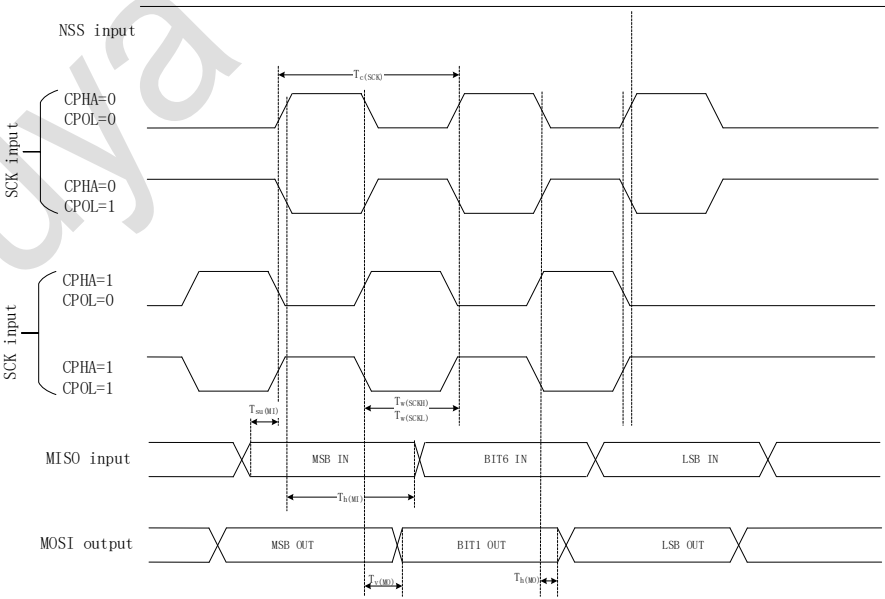 NSS input
Tc(SCK)
SCK input
CPHA=0
CPOL=0
CPHA=0
CPOL=1
SCK input
CPHA=1
CPOL=0
CPHA=1
CPOL=1
Tw(SCKH)
Tw(SCKL)
Tsu(MI)
MISO input
MSB IN
BIT6 IN
LSB IN
Th(MI)
MOSI output
MSB OUT
BIT1 OUT
LSB OUT
Tv(MO)
Th(MO)
uya